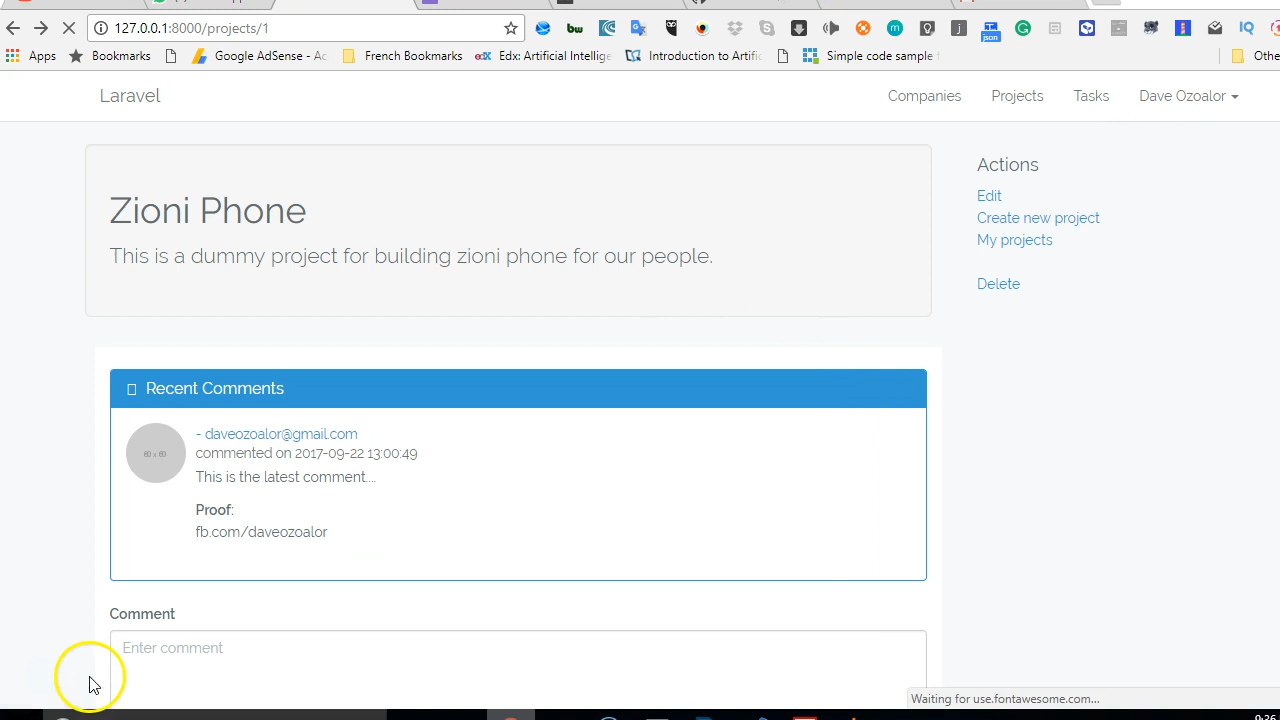 127.0.0.1:8000/projects/1
Apps Bookmarks Google AdSense - Ac French Bookmarks Edx: Artificial Intellige Introduction to Artific Simple code sample f Othe
Laravel Companies Projects Tasks Dave Ozoalor
Zioni Phone
This is a dummy project for building zioni phone for our people.
Actions
Edit
Create new project
My projects
Delete
Recent Comments
60 x 60
- daveozoalor@gmail.com
commented on 2017-09-22 13:00:49
This is the latest comment....
Proof:
fb.com/daveozoalor
Comment
Enter comment
Waiting for use.fontawesome.com...